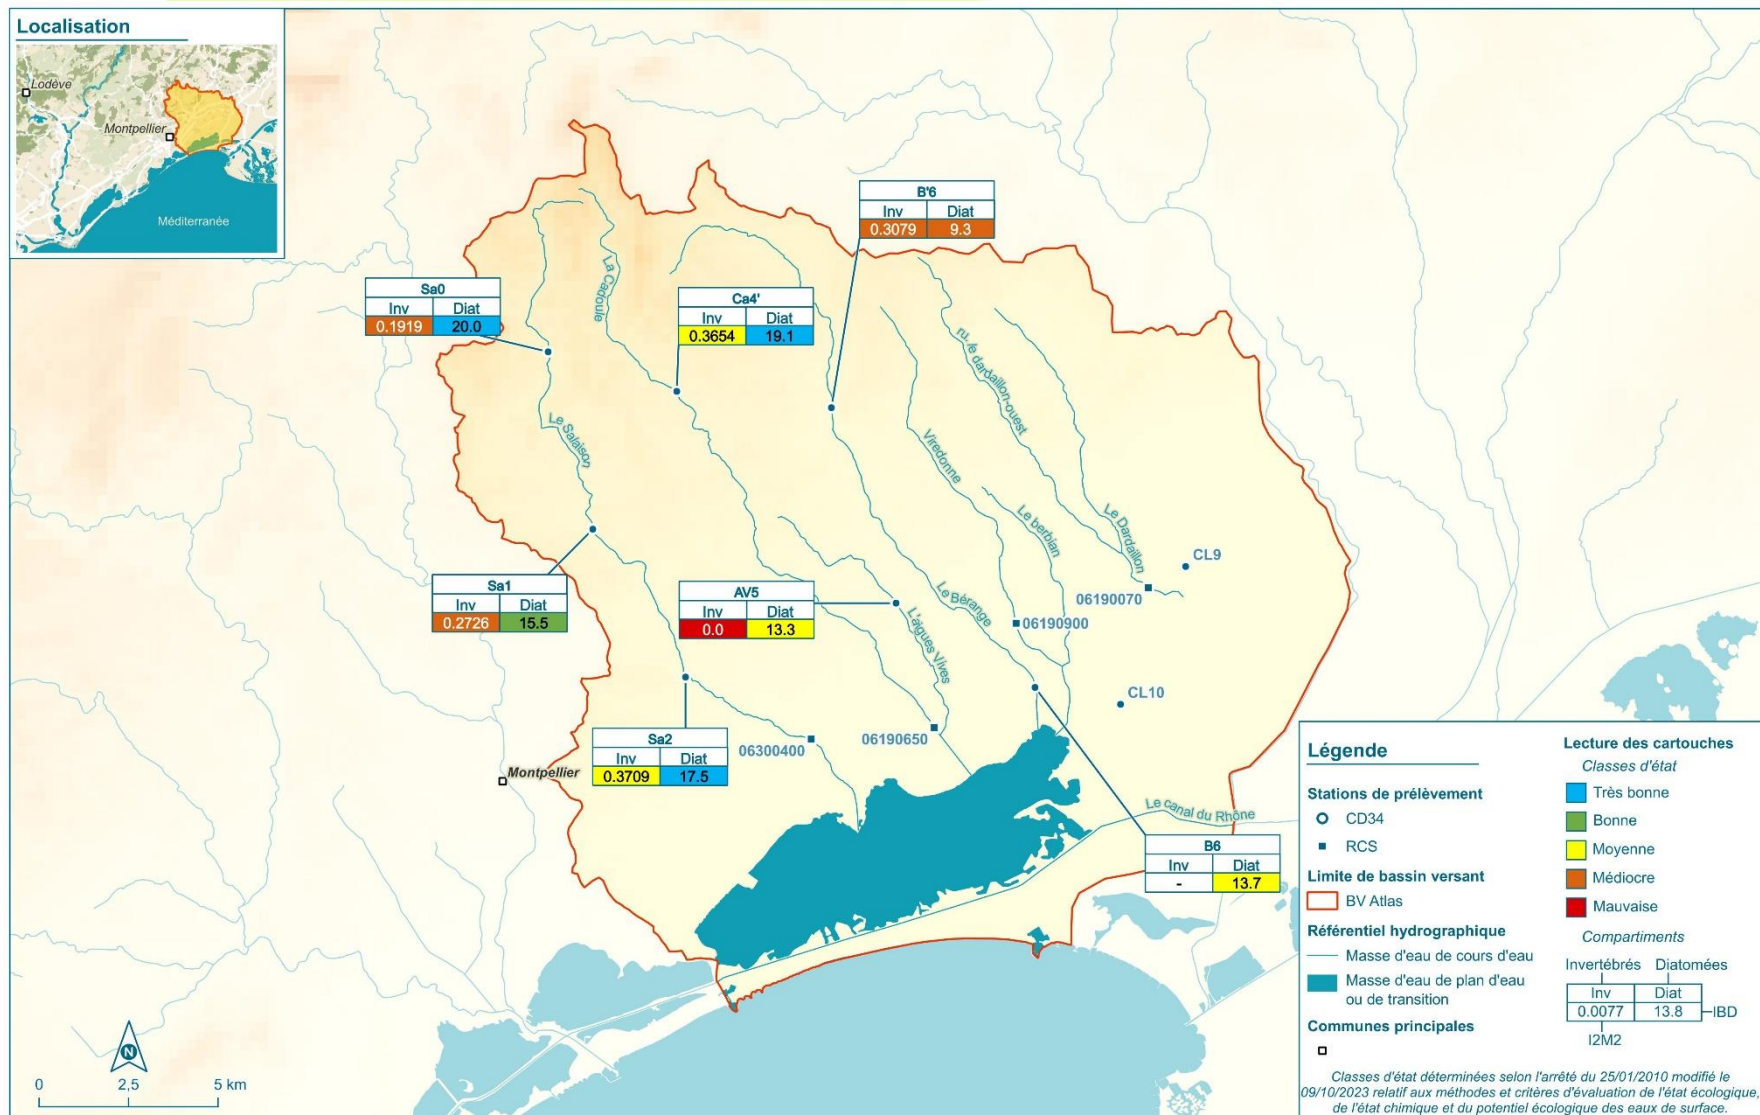 Localisation
Lodève
Montpellier
Méditerranée
B'6
Inv Diat
0.3079 9.3
Sa0
Inv Diat
0.1919 20.0
Ca4'
Inv Diat
0.3654 19.1
La Cadoule
ru. le dardaillon-ouest
Le Salaison
Viredonne
Le berbian
Le Dardaillon
CL9
Sa1
Inv Diat
0.2726 15.5
AV5
Inv Diat
0.0 13.3
L'aigues Vives
Le Bérange
06190070
06190900
CL10
Sa2
Inv Diat
0.3709 17.5
06300400
06190650
Montpellier
Le canal du Rhône
B6
Inv Diat
- 13.7
N
0 2,5 5 km
Légende
Stations de prélèvement
CD34
RCS
Limite de bassin versant
BV Atlas
Référentiel hydrographique
Masse d'eau de cours d'eau
Masse d'eau de plan d'eau
ou de transition
Communes principales
Lecture des cartouches
Classes d'état
Très bonne
Bonne
Moyenne
Médiocre
Mauvaise
Compartiments
Invertébrés Diatomées
Inv Diat
0.0077 13.8 IBD
I2M2
Classes d'état déterminées selon l'arrêté du 25/01/2010 modifié le
09/10/2023 relatif aux méthodes et critères d'évaluation de l'état écologique,
de l'état chimique et du potentiel écologique des eaux de surface.